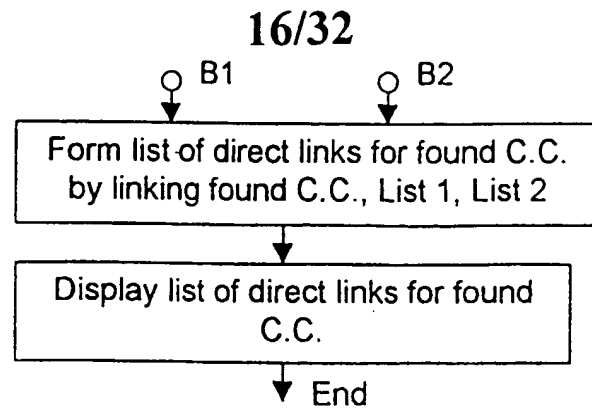 16/32
B1 B2
Form list of direct links for found C.C.
by linking found C.C., List 1, List 2
Display list of direct links for found
C.C.
End